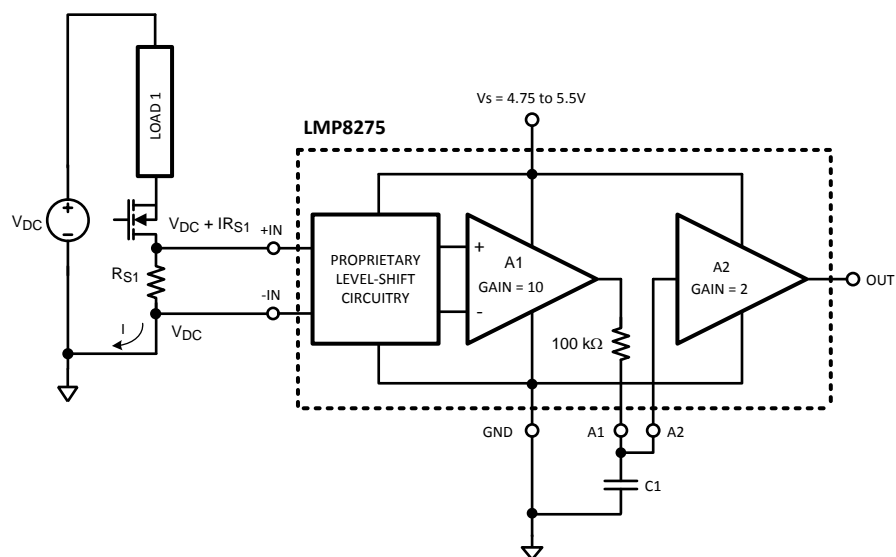 Vs = 4.75 to 5.5V
LMP8275
LOAD 1
VDC
+
-
VDC + IRS1
+IN
RS1
-IN
I
VDC
PROPRIETARY
LEVEL-SHIFT
CIRCUITRY
+
-
A1
GAIN = 10
A2
GAIN = 2
OUT
100 kΩ
GND
A1
A2
C1